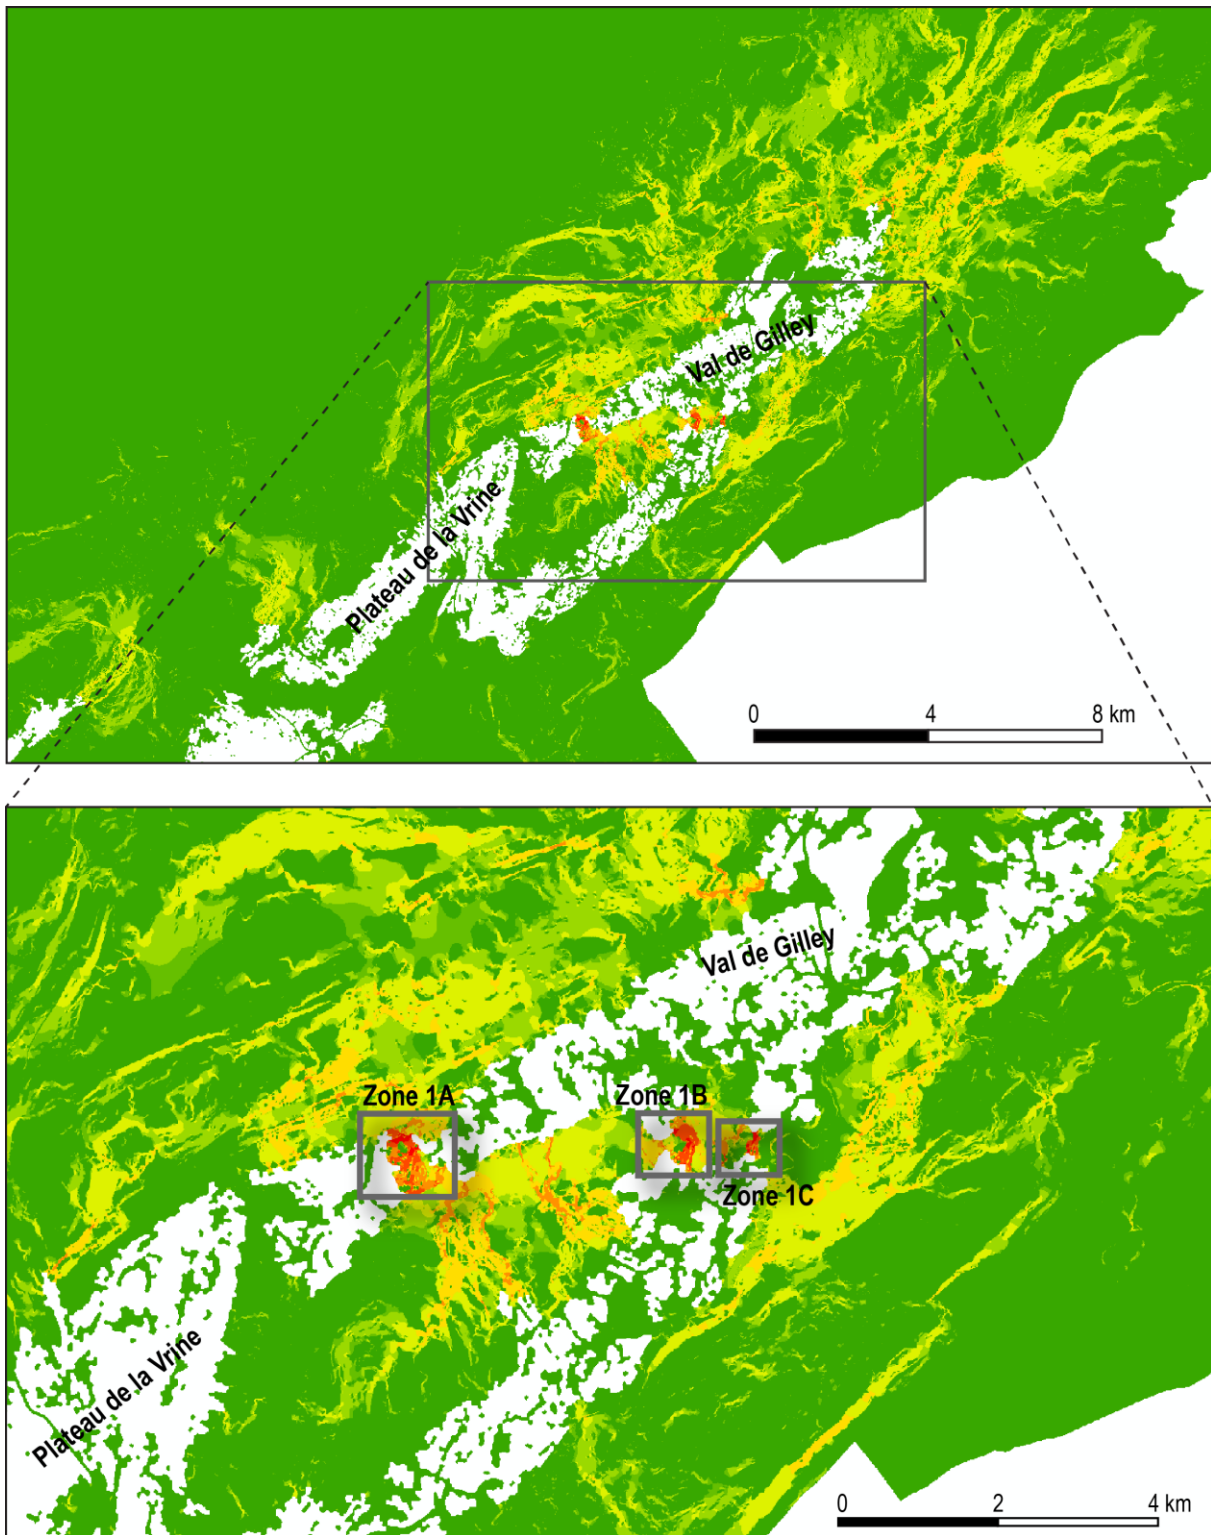 Val de Gilley
Plateau de la Vrine
0 4 8 km
Val de Gilley
Zone 1A
Zone 1B
Zone 1C
Plateau de la Vrine
0 2 4 km